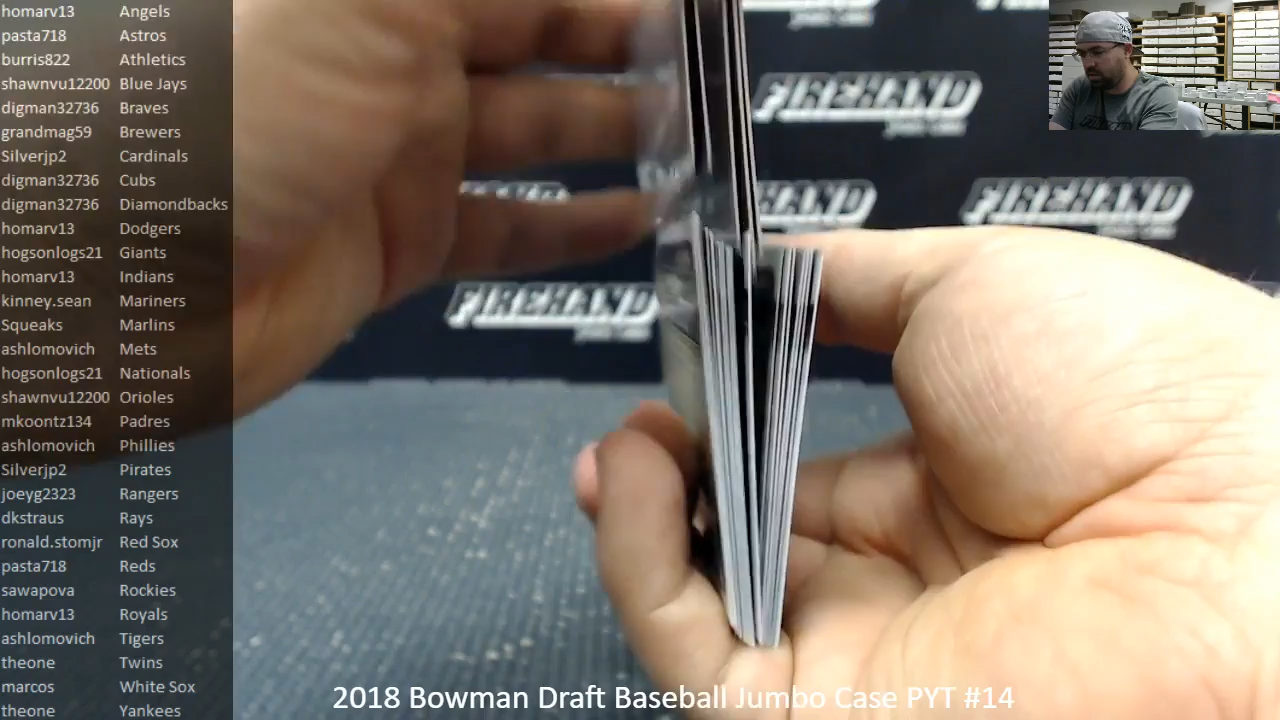 homarv13 Angels
pasta718 Astros
burris822 Athletics
shawnvu12200 Blue Jays
digman32736 Braves
grandmag59 Brewers
Silverjp2 Cardinals
digman32736 Cubs
digman32736 Diamondbacks
homarv13 Dodgers
hogsonlogs21 Giants
homarv13 Indians
kinney.sean Mariners
Squeaks Marlins
ashlomovich Mets
hogsonlogs21 Nationals
shawnvu12200 Orioles
mkoontz134 Padres
ashlomovich Phillies
Silverjp2 Pirates
joeyg2323 Rangers
dkstraus Rays
ronald.stomjr Red Sox
pasta718 Reds
sawapova Rockies
homarv13 Royals
ashlomovich Tigers
theone Twins
marcos White Sox
theone Yankees
FIREHAND
HAND
FIREHAND
FIREHAND
2018 Bowman Draft Baseball Jumbo Case PYT #14